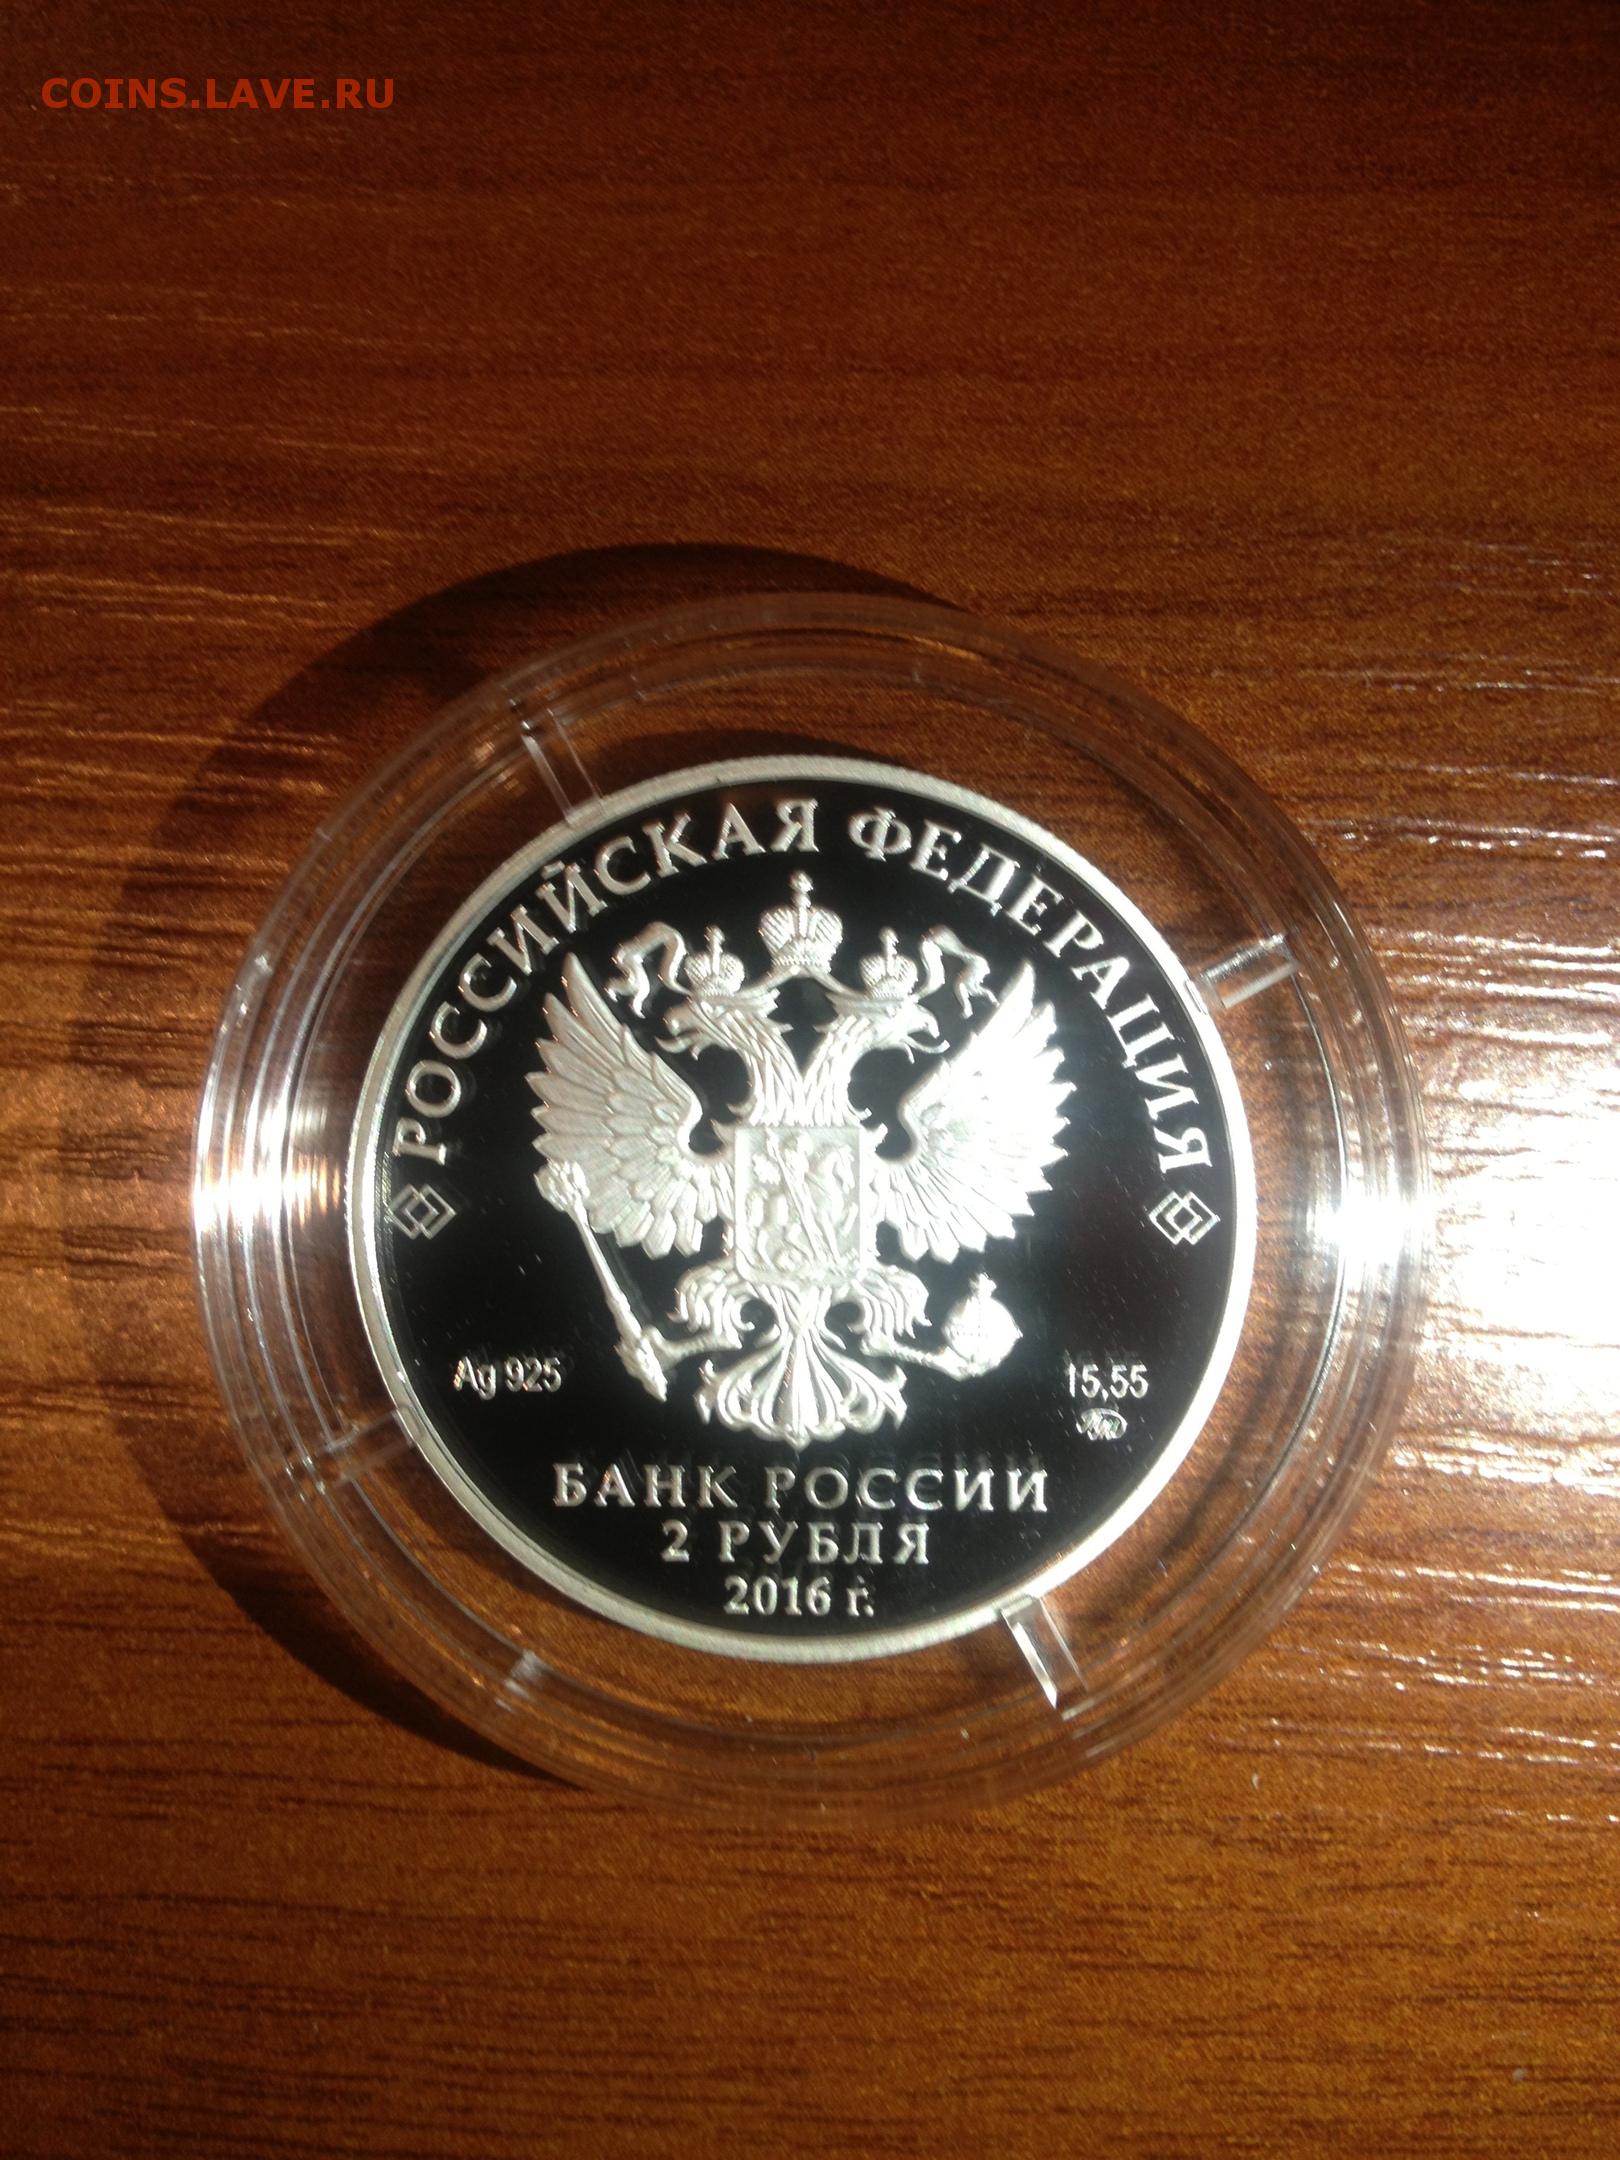 COINS.LAVE.RU
РОССИЙСКАЯ ФЕДЕРАЦИЯ
Ag 925
15,55
БАНК РОССИИ
2 РУБЛЯ
2016 г.